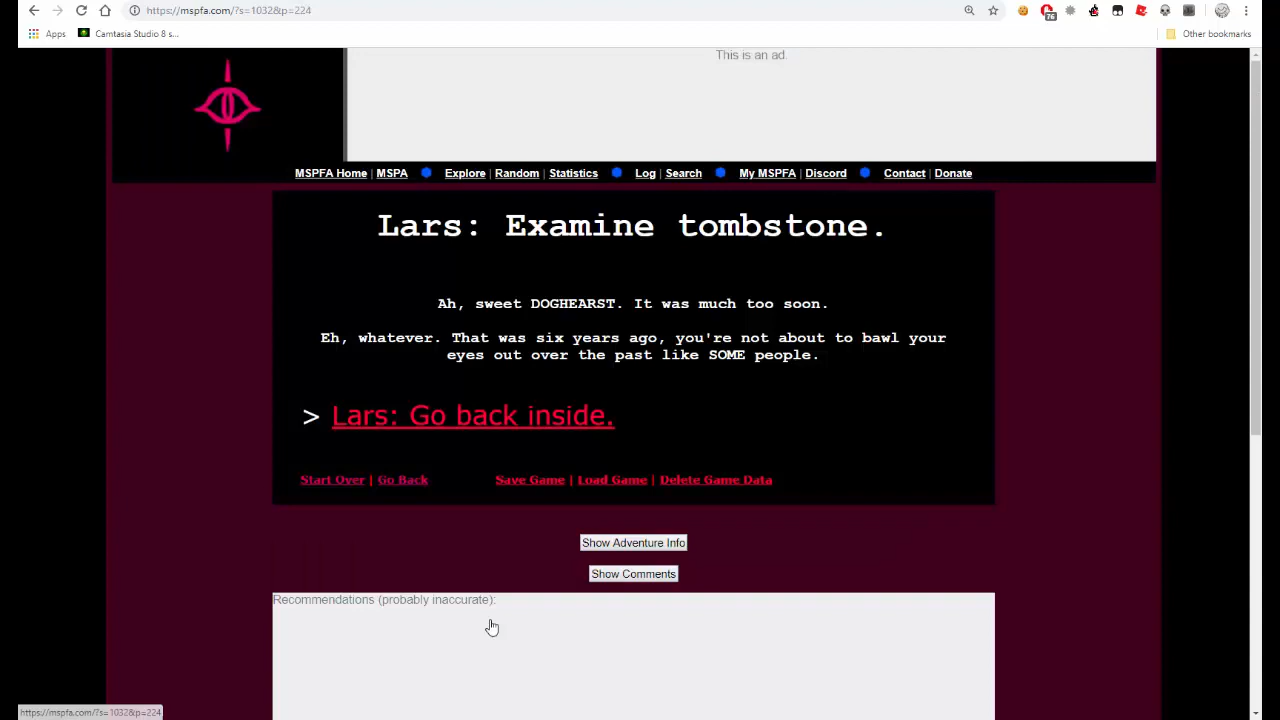 https://mspfa.com/?s=1032&p=224
76
Apps
Camtasia Studio 8 s...
Other bookmarks
This is an ad.
MSPFA Home | MSPA Explore | Random | Statistics Log | Search My MSPFA | Discord Contact | Donate
Lars: Examine tombstone.
Ah, sweet DOGHEARST. It was much too soon.
Eh, whatever. That was six years ago, you're not about to bawl your
eyes out over the past like SOME people.
> Lars: Go back inside.
Start Over | Go Back Save Game | Load Game | Delete Game Data
Show Adventure Info
Show Comments
Recommendations (probably inaccurate):
https://mspfa.com/?s=1032&p=224